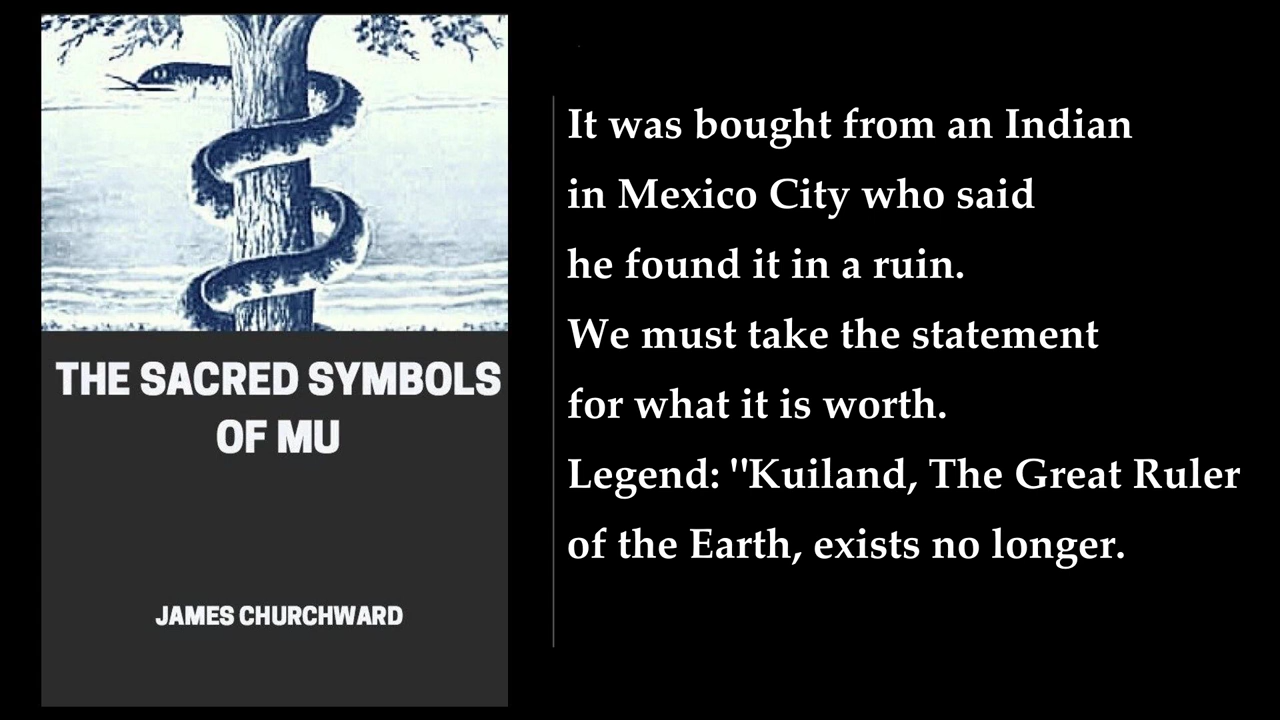 THE SACRED SYMBOLS
OF MU
JAMES CHURCHWARD
It was bought from an Indian
in Mexico City who said
he found it in a ruin.
We must take the statement
for what it is worth.
Legend: "Kuiland, The Great Ruler
of the Earth, exists no longer.